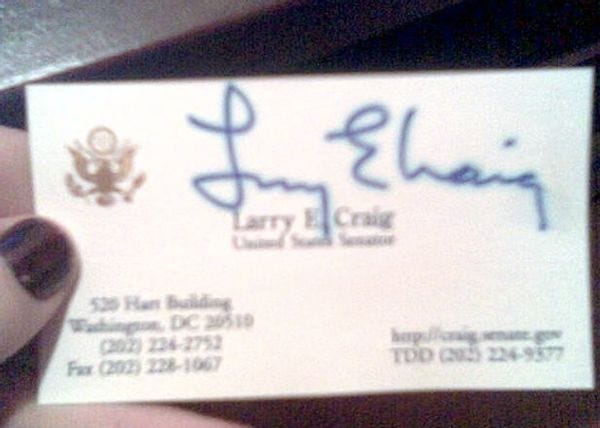 Larry E Craig
Larry E. Craig
United States Senator
520 Hart Building
Washington, DC 20510
(202) 224-2752
Fax (202) 228-1067
http://craig.senate.gov
TDD (202) 224-9377